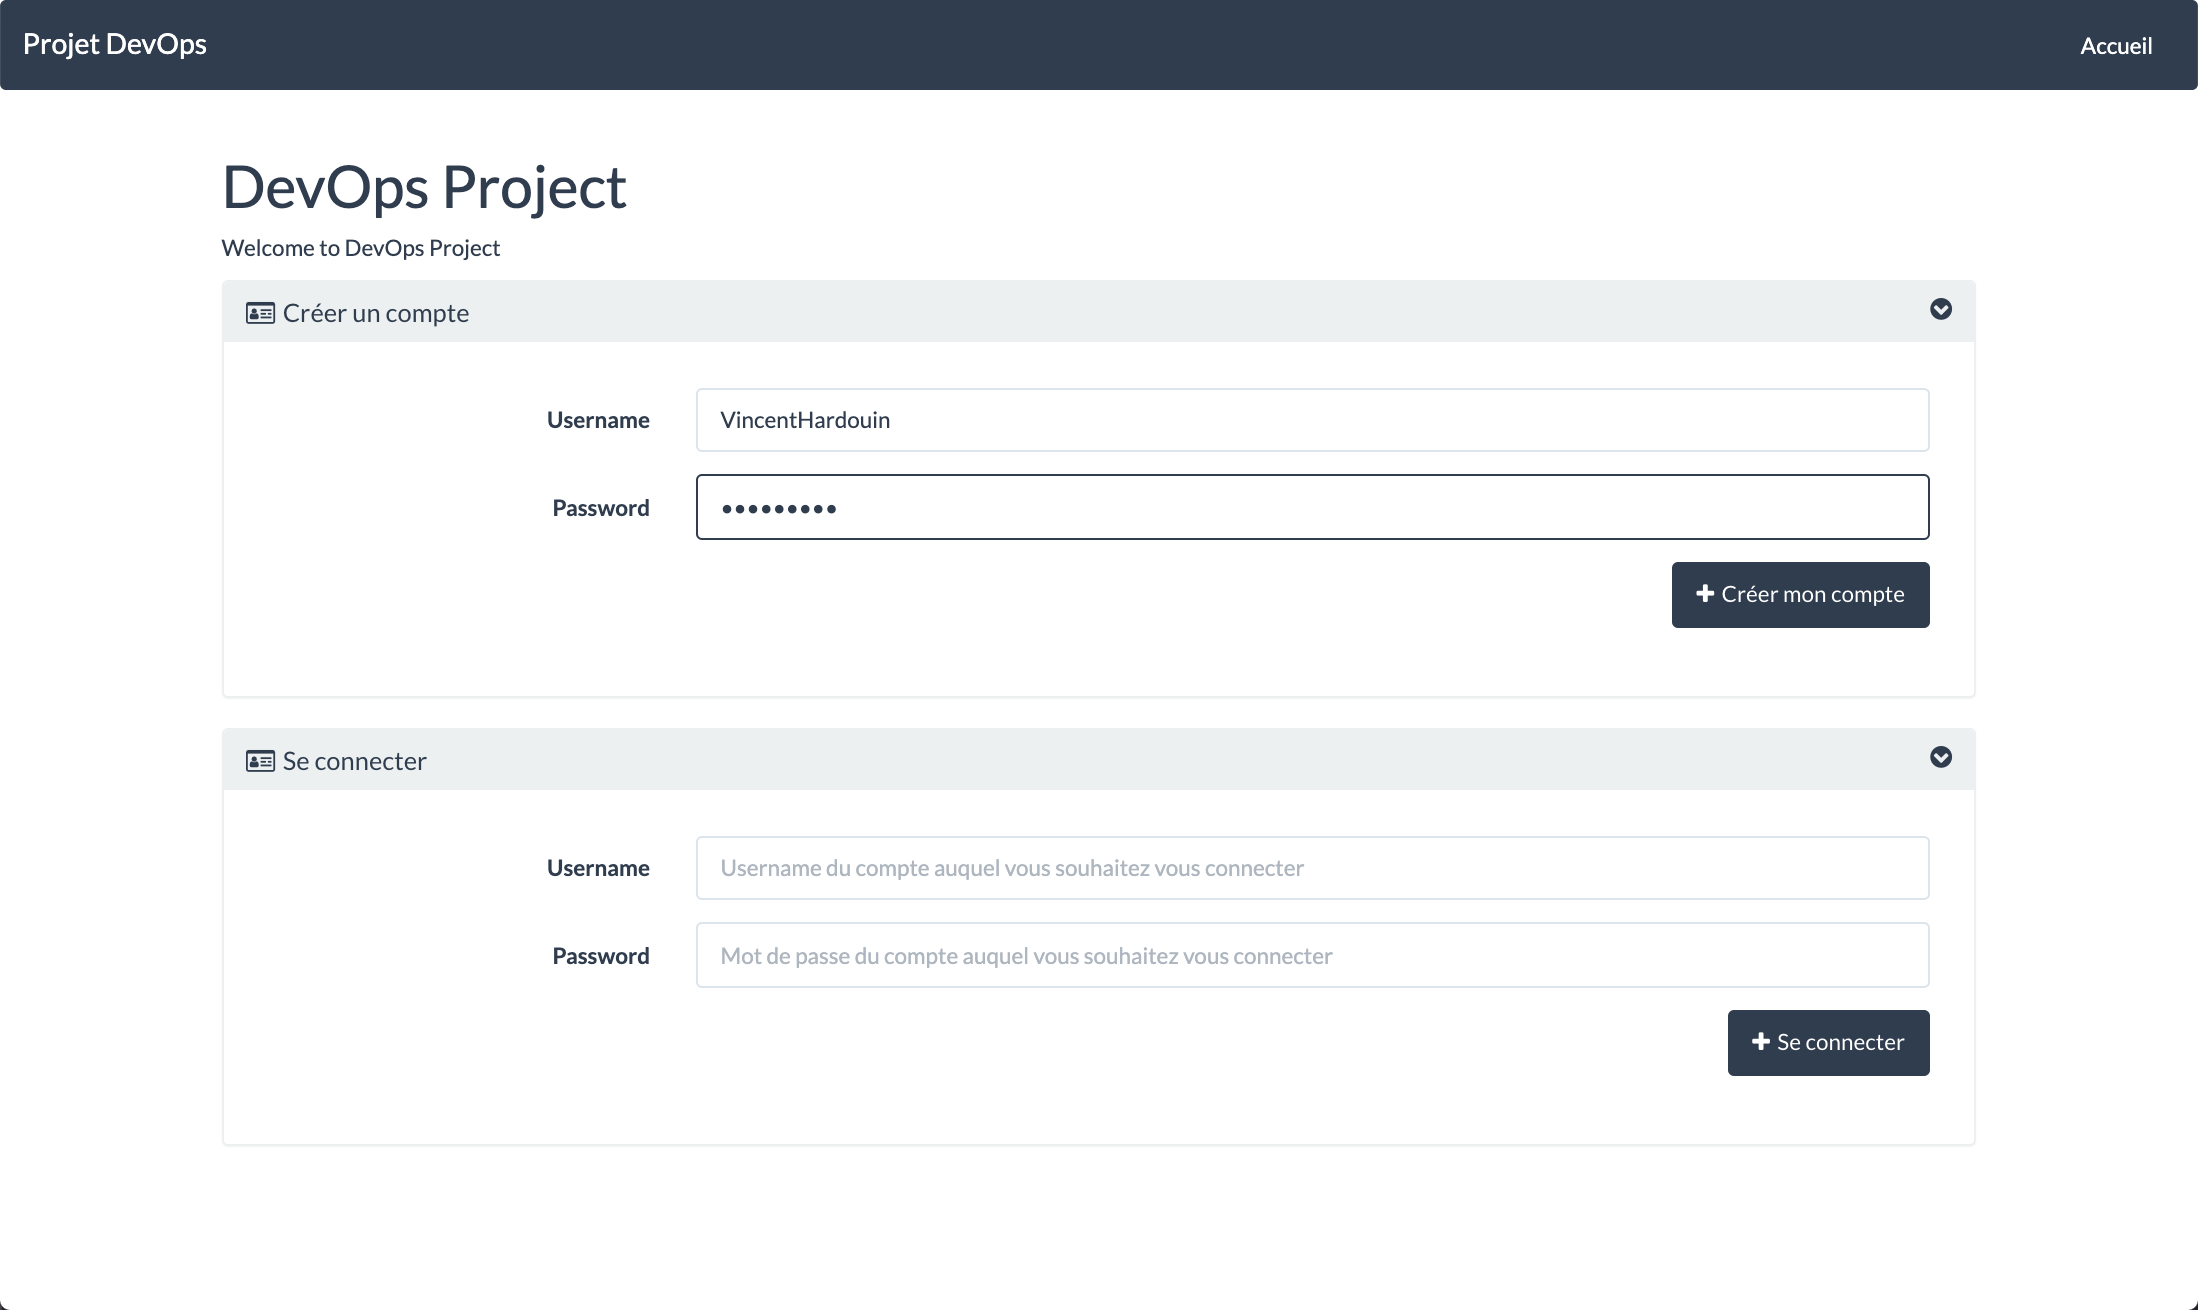 Projet DevOps
Accueil
DevOps Project
Welcome to DevOps Project
Créer un compte
Username
VincentHardouin
Password
•••••••••
Créer mon compte
Se connecter
Username
Username du compte auquel vous souhaitez vous connecter
Password
Mot de passe du compte auquel vous souhaitez vous connecter
Se connecter